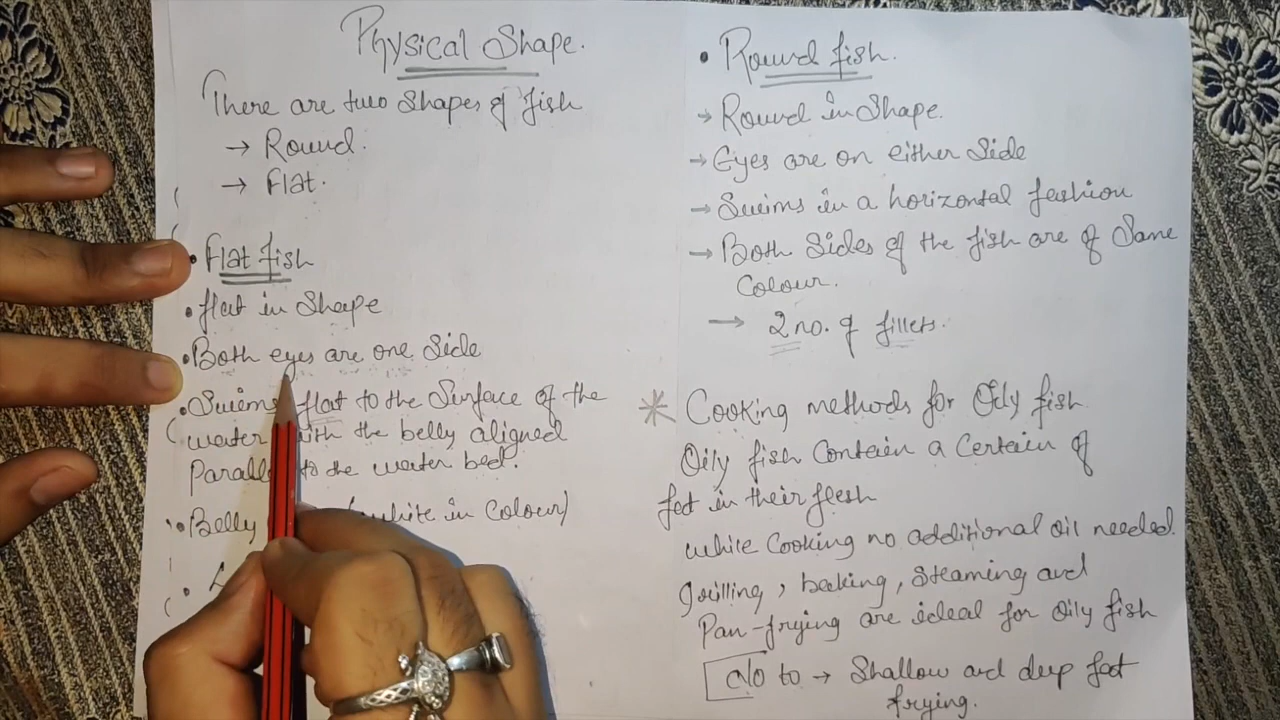 Physical Shape.
There are two Shapes of fish
→ Round.
→ Flat.
• Flat fish
• flat in Shape
• Both eyes are one Side
• Swims flat to the Surface of the
water with the belly aligned
Parallel to the water bed.
• Belly (white in Colour)
• Round fish.
→ Round in Shape.
→ Eyes are on either Side
→ Swims in a horizontal fashion
→ Both Sides of the fish are of Same
Colour.
→ 2 no. of fillets.
* Cooking methods for Oily fish
Oily fish Contain a Certain of
fat in their flesh
while Cooking no additional oil needed.
grilling, baking, Steaming and
Pan-frying are ideal for oily fish
No to → Shallow and deep fat
frying.